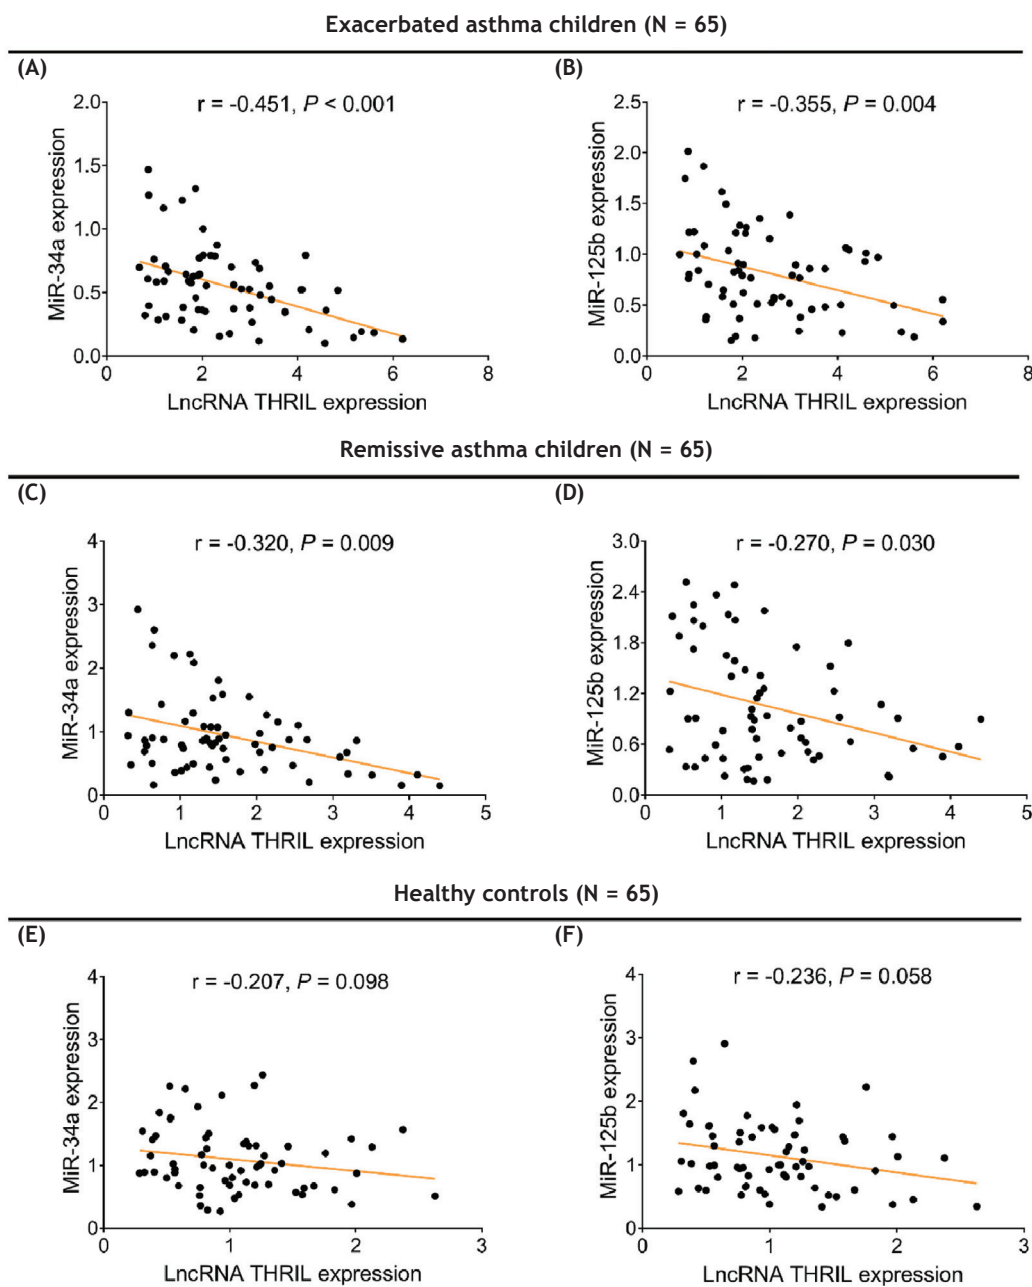 Exacerbated asthma children (N = 65)
(A)
(B)
r = -0.451, P < 0.001
r = -0.355, P = 0.004
MiR-34a expression
2.0
1.5
1.0
0.5
0.0
0
2
4
6
8
LncRNA THRIL expression
MiR-125b expression
2.5
2.0
1.5
1.0
0.5
0.0
0
2
4
6
8
LncRNA THRIL expression
Remissive asthma children (N = 65)
(C)
(D)
r = -0.320, P = 0.009
r = -0.270, P = 0.030
MiR-34a expression
4
3
2
1
0
0
1
2
3
4
5
LncRNA THRIL expression
MiR-125b expression
3.0
2.4
1.8
1.2
0.6
0.0
0
1
2
3
4
5
LncRNA THRIL expression
Healthy controls (N = 65)
(E)
(F)
r = -0.207, P = 0.098
r = -0.236, P = 0.058
MiR-34a expression
4
3
2
1
0
0
1
2
3
LncRNA THRIL expression
MiR-125b expression
4
3
2
1
0
0
1
2
3
LncRNA THRIL expression